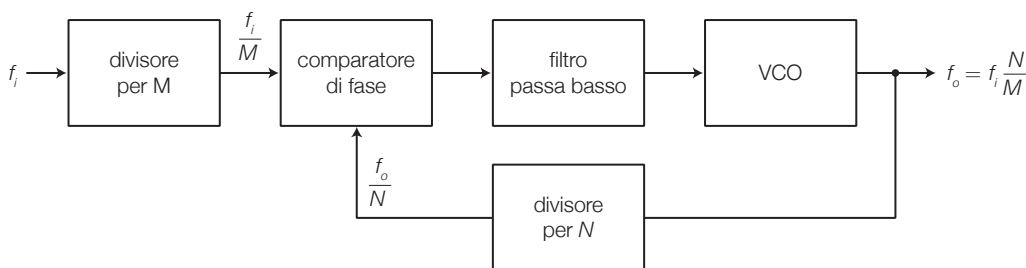 f_i
divisore
per M
f_i/M
comparatore
di fase
filtro
passa basso
VCO
f_o = f_i N/M
f_o/N
divisore
per N